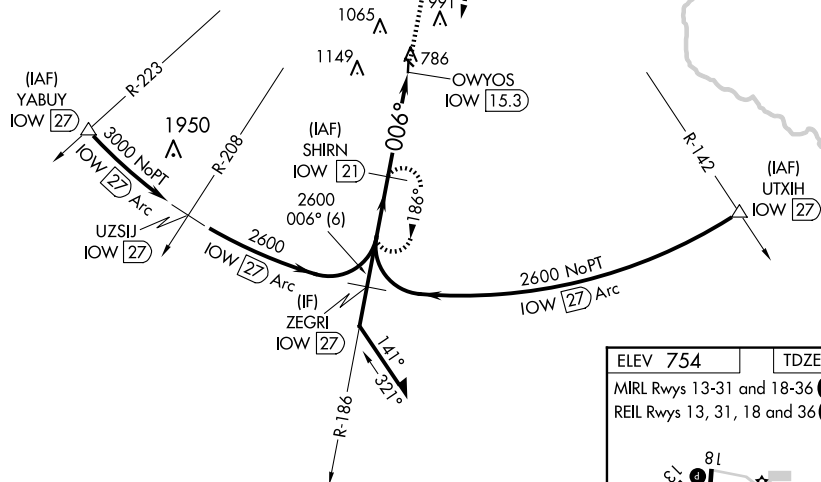 991
1065
1149
786
OWYOS
IOW 15.3
R-223
(IAF)
YABUY
IOW 27
1950
3000 NoPT
IOW 27 Arc
R-208
(IAF)
SHIRN
IOW 21
006°
186°
2600
006° (6)
R-142
(IAF)
UTXIH
IOW 27
UZSIJ
IOW 27
2600
IOW 27 Arc
2600 NoPT
IOW 27 Arc
(IF)
ZEGRI
IOW 27
141°
321°
R-186
ELEV 754
TDZE
MIRL Rwys 13-31 and 18-36
REIL Rwys 13, 31, 18 and 36
18
13
P